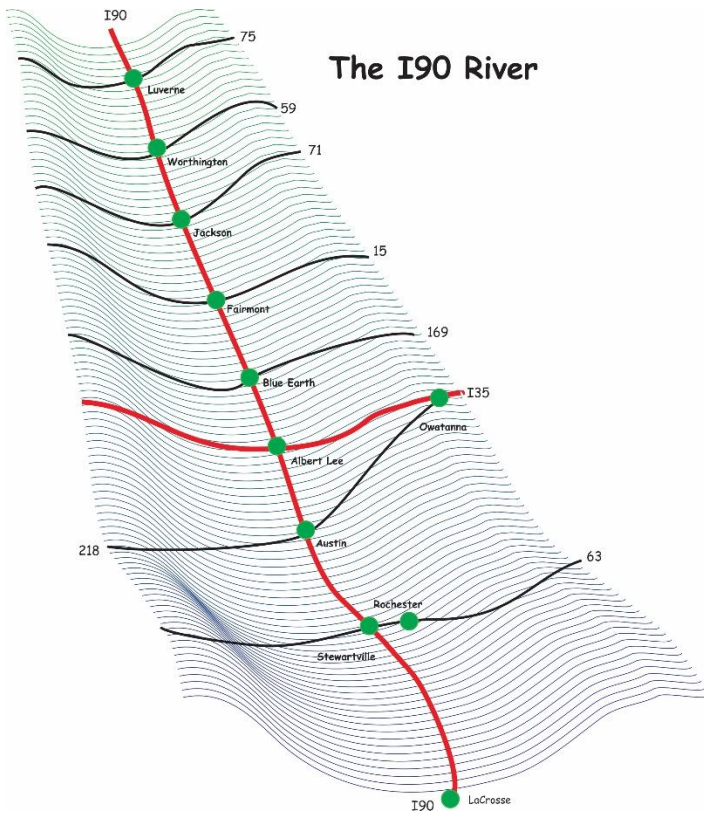 I90
75
The I90 River
Luverne
59
Worthington
71
Jackson
15
Fairmont
169
Blue Earth
I35
Owatanna
Albert Lee
Austin
218
63
Rochester
Stewartville
I90
LaCrosse